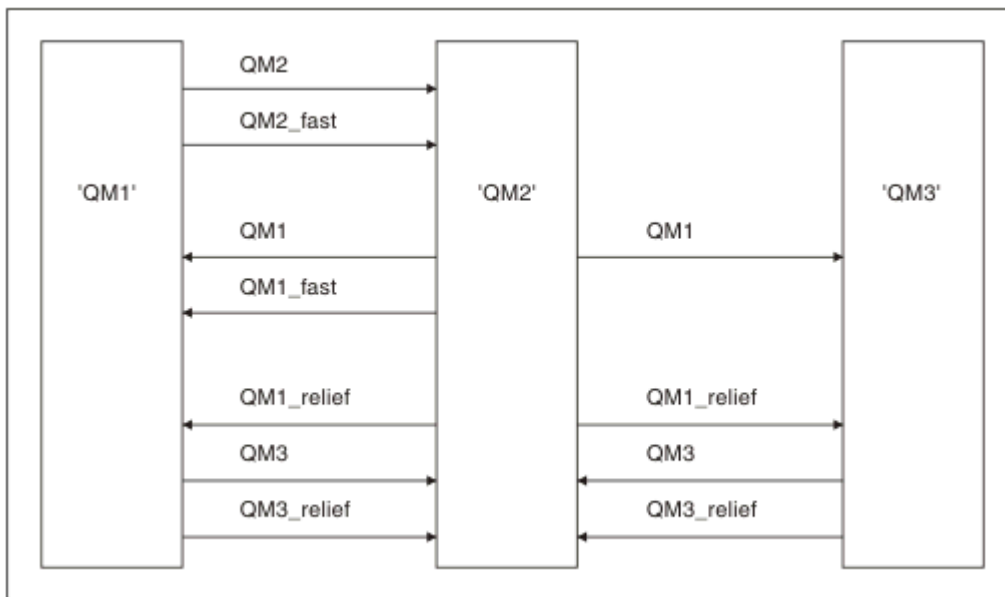 QM2
QM2_fast
'QM1' 'QM2' 'QM3'
QM1 QM1
QM1_fast
QM1_relief QM1_relief
QM3 QM3
QM3_relief QM3_relief